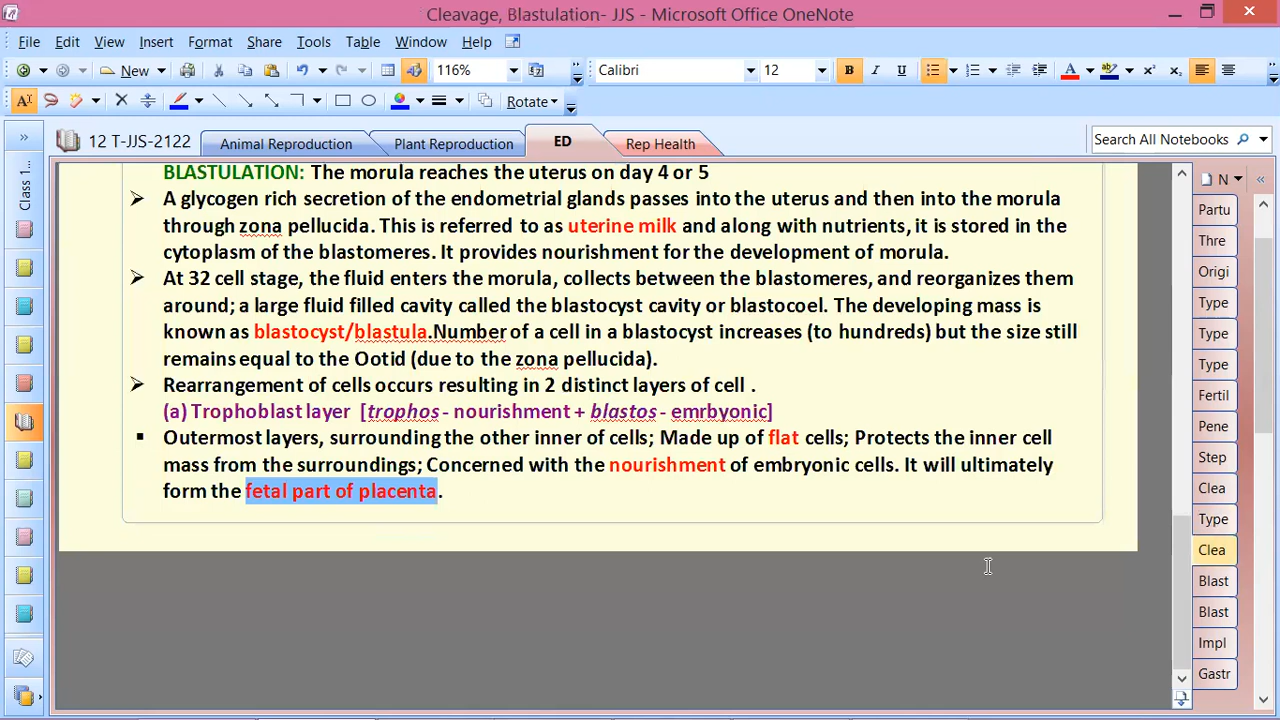 Cleavage, Blastulation- JJS - Microsoft Office OneNote
File Edit View Insert Format Share Tools Table Window Help
New 116% Calibri 12 B I U
Rotate
12 T-JJS-2122 Animal Reproduction Plant Reproduction ED Rep Health Search All Notebooks
Class 1...
BLASTULATION: The morula reaches the uterus on day 4 or 5
A glycogen rich secretion of the endometrial glands passes into the uterus and then into the morula
through zona pellucida. This is referred to as uterine milk and along with nutrients, it is stored in the
cytoplasm of the blastomeres. It provides nourishment for the development of morula.
At 32 cell stage, the fluid enters the morula, collects between the blastomeres, and reorganizes them
around; a large fluid filled cavity called the blastocyst cavity or blastocoel. The developing mass is
known as blastocyst/blastula.Number of a cell in a blastocyst increases (to hundreds) but the size still
remains equal to the Ootid (due to the zona pellucida).
Rearrangement of cells occurs resulting in 2 distinct layers of cell .
(a) Trophoblast layer [trophos - nourishment + blastos - emrbyonic]
Outermost layers, surrounding the other inner of cells; Made up of flat cells; Protects the inner cell
mass from the surroundings; Concerned with the nourishment of embryonic cells. It will ultimately
form the fetal part of placenta.
N
Partu
Thre
Origi
Type
Type
Type
Fertil
Pene
Step
Clea
Type
Clea
Blast
Blast
Impl
Gastr